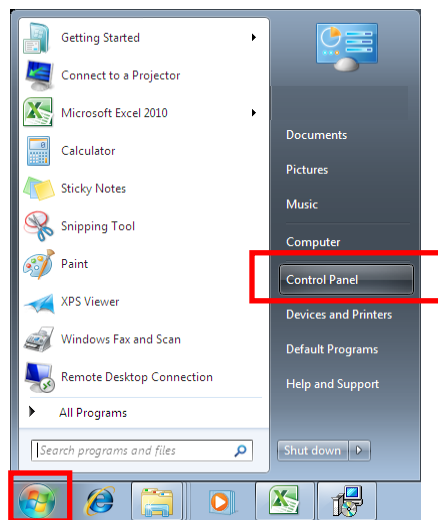 Getting Started
Connect to a Projector
Microsoft Excel 2010
Calculator
Sticky Notes
Snipping Tool
Paint
XPS Viewer
Windows Fax and Scan
Remote Desktop Connection
All Programs
Search programs and files
Documents
Pictures
Music
Computer
Control Panel
Devices and Printers
Default Programs
Help and Support
Shut down